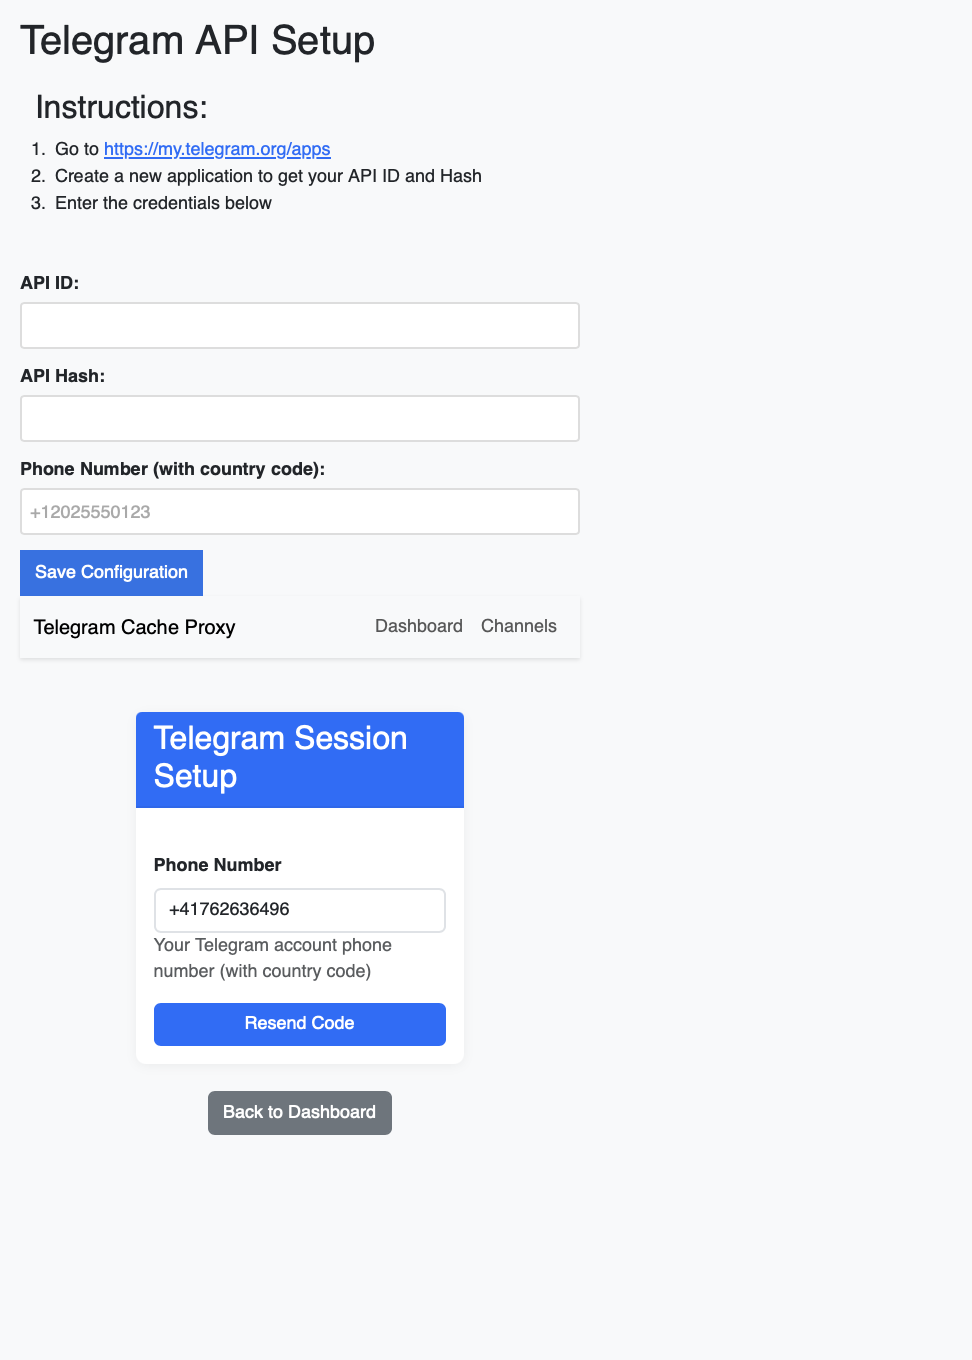 Telegram API Setup
Instructions:
1. Go to https://my.telegram.org/apps
2. Create a new application to get your API ID and Hash
3. Enter the credentials below
API ID:
API Hash:
Phone Number (with country code):
+12025550123
Save Configuration
Telegram Cache Proxy Dashboard Channels
Telegram Session
Setup
Phone Number
+41762636496
Your Telegram account phone
number (with country code)
Resend Code
Back to Dashboard